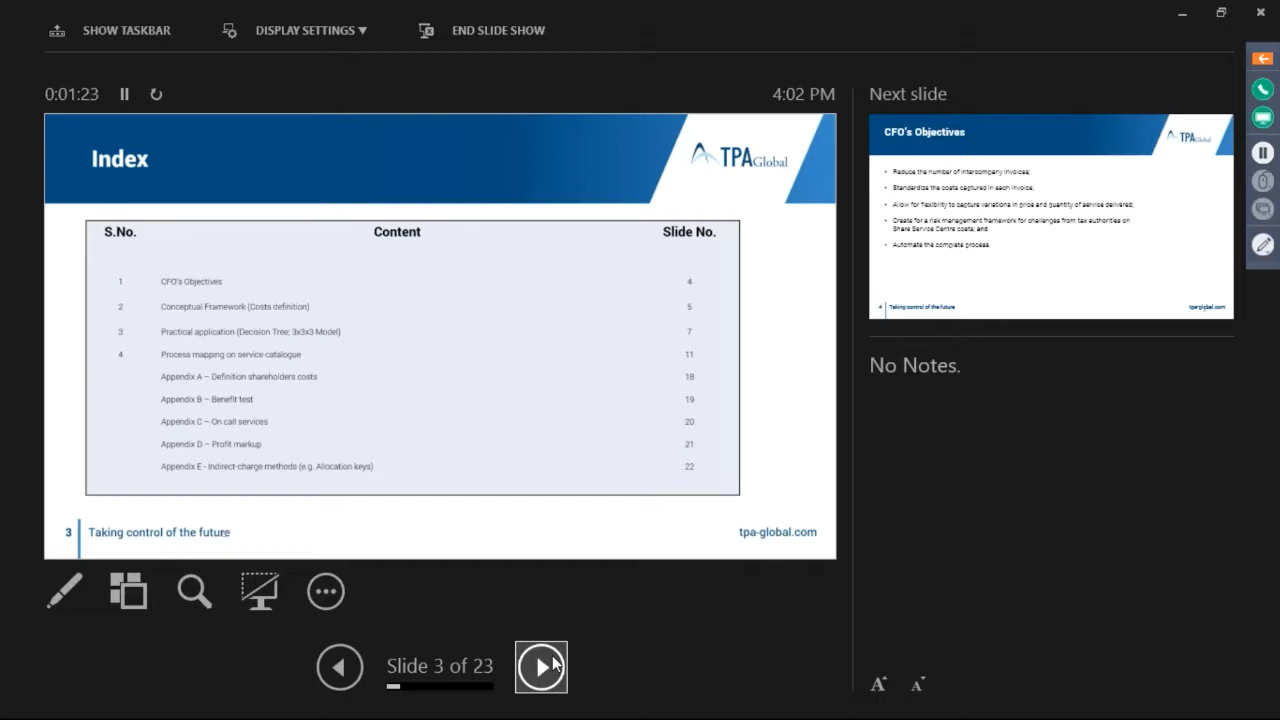 SHOW TASKBAR DISPLAY SETTINGS ▼ END SLIDE SHOW
0:01:23 4:02 PM
Index
TPA Global
S.No. Content Slide No.
1 CFO's Objectives 4
2 Conceptual Framework (Costs definition) 5
3 Practical application (Decision Tree; 3x3x3 Model) 7
4 Process mapping on service catalogue 11
Appendix A – Definition shareholders costs 18
Appendix B – Benefit test 19
Appendix C – On call services 20
Appendix D – Profit markup 21
Appendix E - Indirect-charge methods (e.g. Allocation keys) 22
3 Taking control of the future tpa-global.com
Slide 3 of 23
Next slide
CFO's Objectives
TPA Global
• Reduce the number of intercompany invoices;
• Standardize the costs captured in each invoice;
• Allow for flexibility to capture variations in price and quantity of service delivered;
• Create for a risk management framework for challenges from tax authorities on
Share Service Centre costs; and
• Automate the complete process.
4 Taking control of the future tpa-global.com
No Notes.
A A